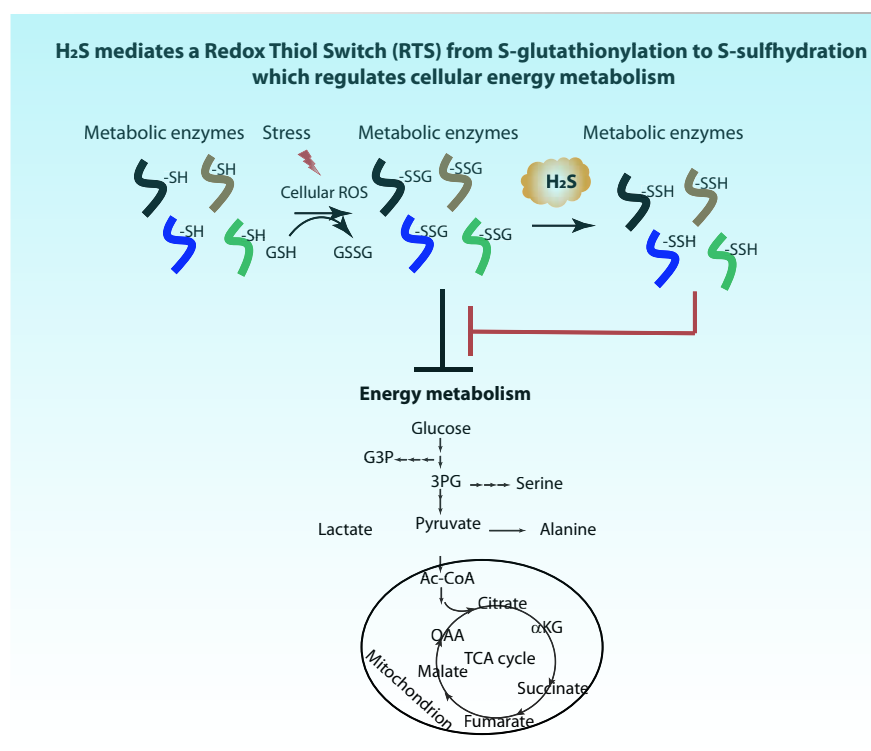 H₂S mediates a Redox Thiol Switch (RTS) from S-glutathionylation to S-sulfhydration
which regulates cellular energy metabolism
Metabolic enzymes
Stress
Metabolic enzymes
Metabolic enzymes
-SH
-SH
-SH
-SH
Cellular ROS
GSH
GSSG
-SSG
-SSG
-SSG
-SSG
H₂S
-SSH
-SSH
-SSH
-SSH
Energy metabolism
Glucose
G3P
3PG
Serine
Lactate
Pyruvate
Alanine
Ac-CoA
Citrate
αKG
OAA
TCA cycle
Malate
Succinate
Fumarate
Mitochondrion